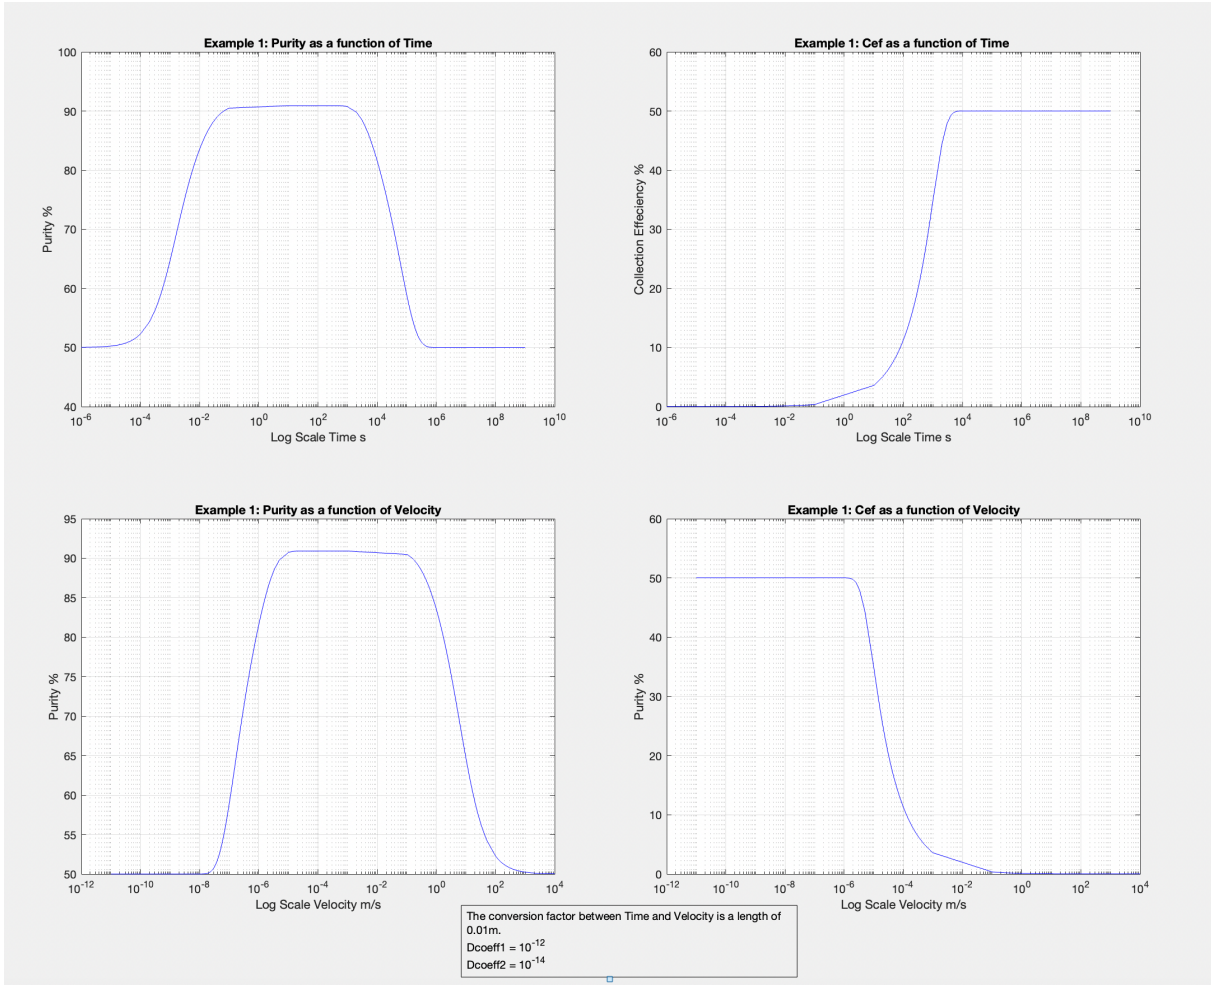 Example 1: Purity as a function of Time
100
90
80
70
60
50
40
Purity %
10^-6 10^-4 10^-2 10^0 10^2 10^4 10^6 10^8 10^10
Log Scale Time s
Example 1: Cef as a function of Time
60
50
40
30
20
10
0
Collection Effeciency %
10^-6 10^-4 10^-2 10^0 10^2 10^4 10^6 10^8 10^10
Log Scale Time s
Example 1: Purity as a function of Velocity
95
90
85
80
75
70
65
60
55
50
Purity %
10^-12 10^-10 10^-8 10^-6 10^-4 10^-2 10^0 10^2 10^4
Log Scale Velocity m/s
Example 1: Cef as a function of Velocity
60
50
40
30
20
10
0
Purity %
10^-12 10^-10 10^-8 10^-6 10^-4 10^-2 10^0 10^2 10^4
Log Scale Velocity m/s
The conversion factor between Time and Velocity is a length of
0.01m.
Dcoeff1 = 10^-12
Dcoeff2 = 10^-14